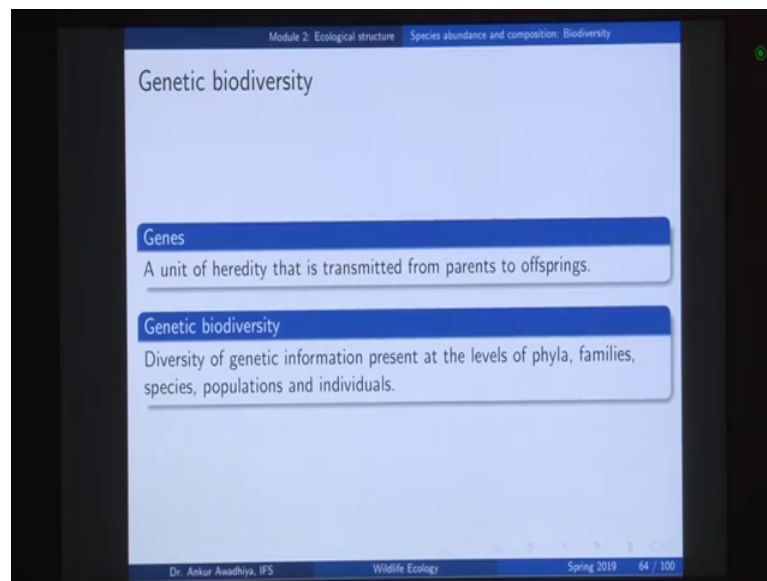 Module 2: Ecological structure Species abundance and composition: Biodiversity
Genetic biodiversity
Genes
A unit of heredity that is transmitted from parents to offsprings.
Genetic biodiversity
Diversity of genetic information present at the levels of phyla, families,
species, populations and individuals.
Dr. Ankur Awadhiya, IFS Wildlife Ecology Spring 2019 64 / 100